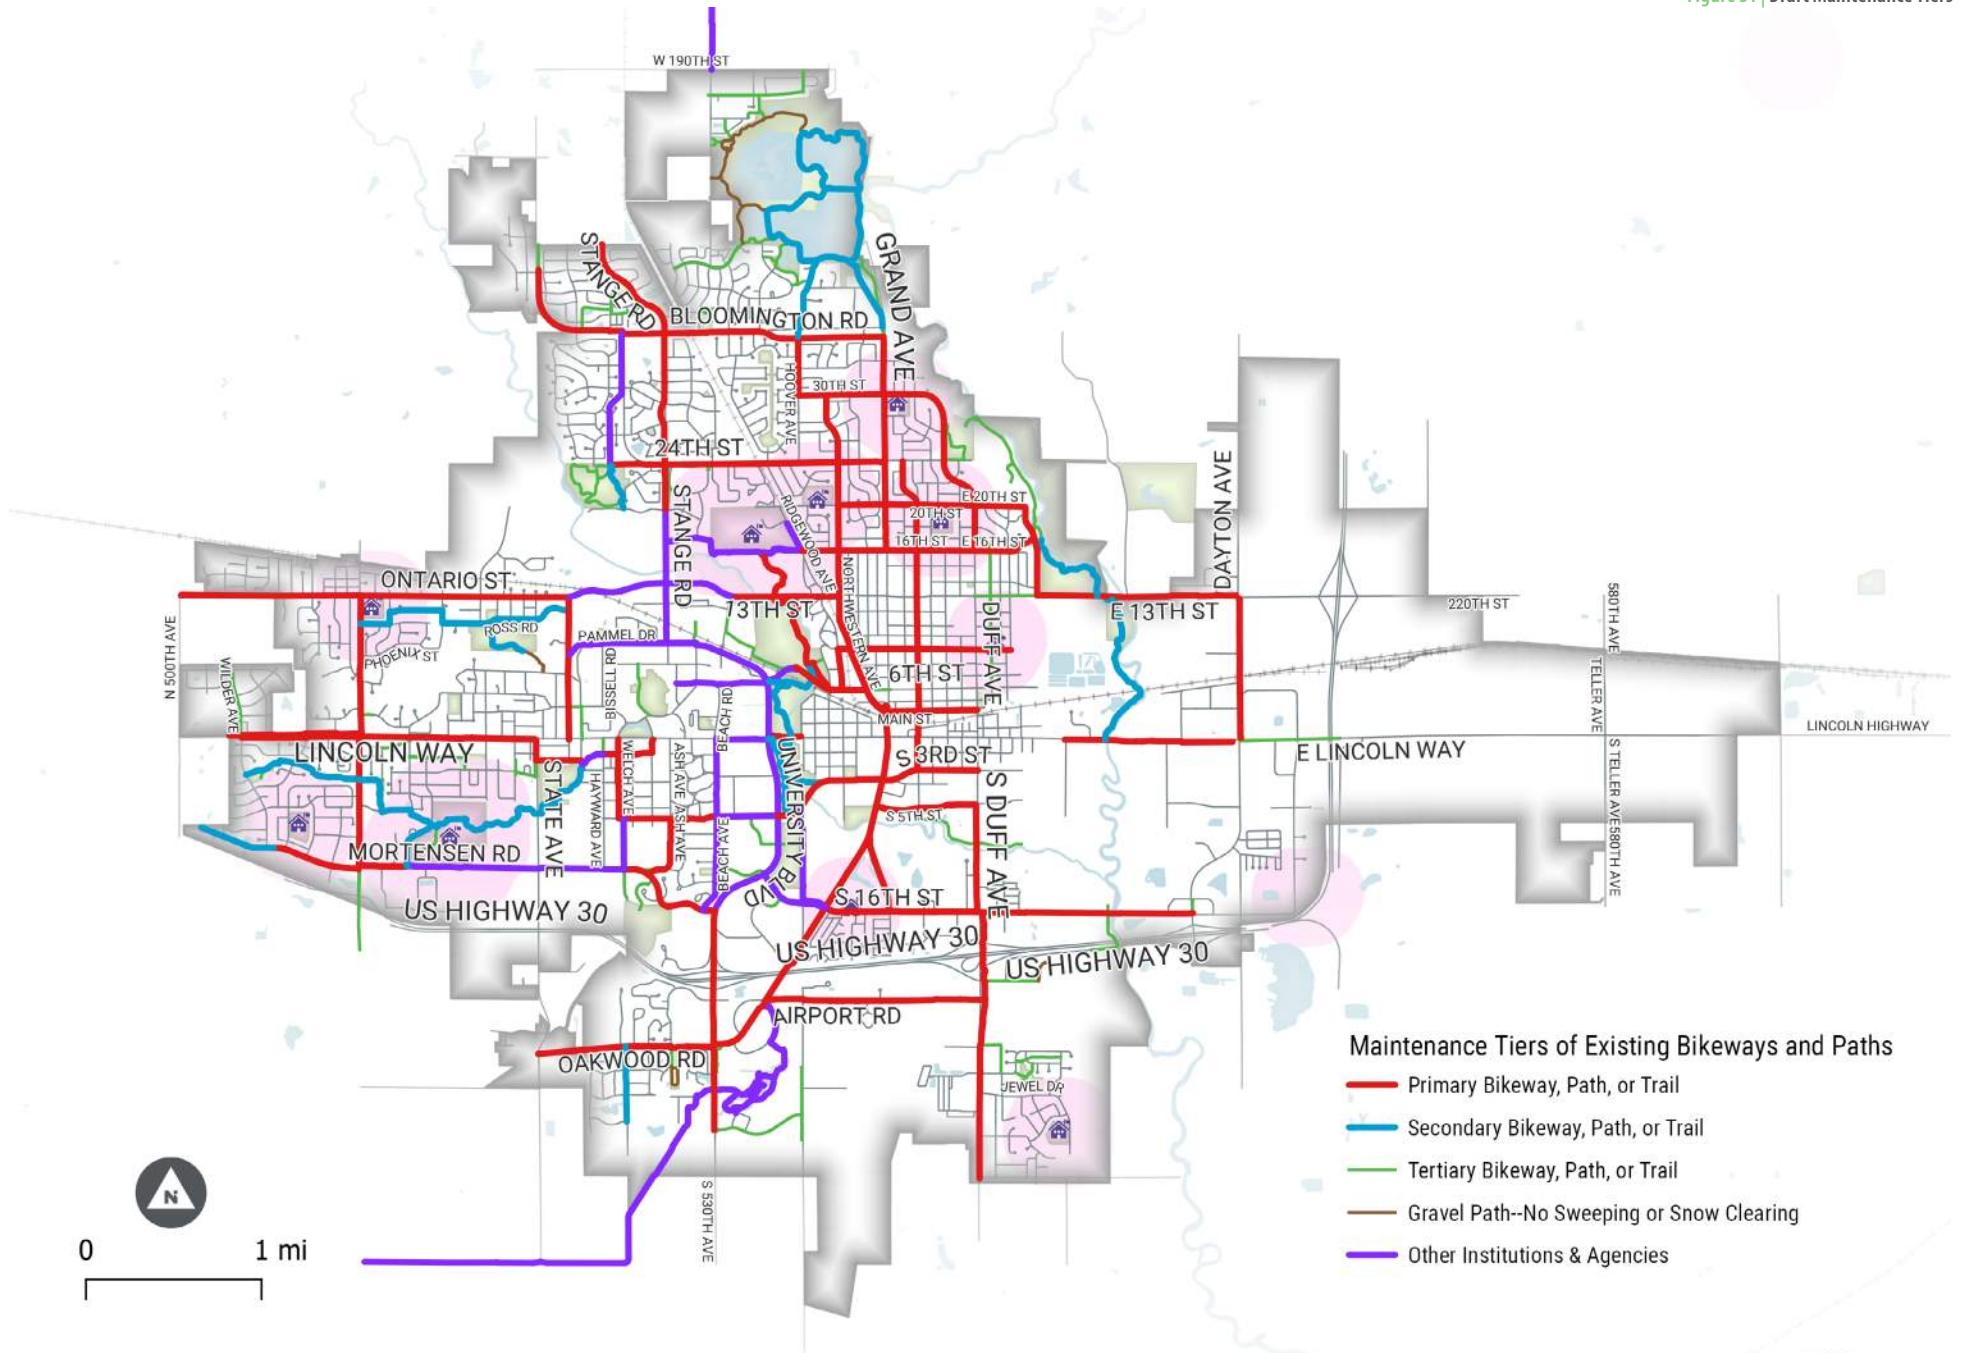 Figure 31 | Draft Maintenance Tiers
W 190TH ST
STANGE RD
GRAND AVE
BLOOMINGTON RD
HOOVER AVE
30TH ST
24TH ST
STANGE RD
RIDGEWOOD AVE
E 20TH ST
20TH ST
16TH ST
E 16TH ST
DAYTON AVE
NORTHWESTERN AVE
ONTARIO ST
13TH ST
E 13TH ST
220TH ST
580TH AVE
N 500TH AVE
ROSS RD
PHOENIX ST
PAMMEL DR
DUFF AVE
WILDER AVE
BISSELL RD
BEACH RD
6TH ST
MAIN ST
TELLER AVE
LINCOLN HIGHWAY
LINCOLN WAY
WELCH AVE
ASH AVE
ASH AVE
UNIVERSITY BLVD
S 3RD ST
E LINCOLN WAY
S TELLER AVE
580TH AVE
STATE AVE
HAYWARD AVE
S DUFF AVE
S 5TH ST
MORTENSEN RD
BEACH AVE
S 16TH ST
US HIGHWAY 30
US HIGHWAY 30
US HIGHWAY 30
AIRPORT RD
OAKWOOD RD
JEWEL DR
S 530TH AVE
N
0 1 mi
Maintenance Tiers of Existing Bikeways and Paths
Primary Bikeway, Path, or Trail
Secondary Bikeway, Path, or Trail
Tertiary Bikeway, Path, or Trail
Gravel Path--No Sweeping or Snow Clearing
Other Institutions & Agencies